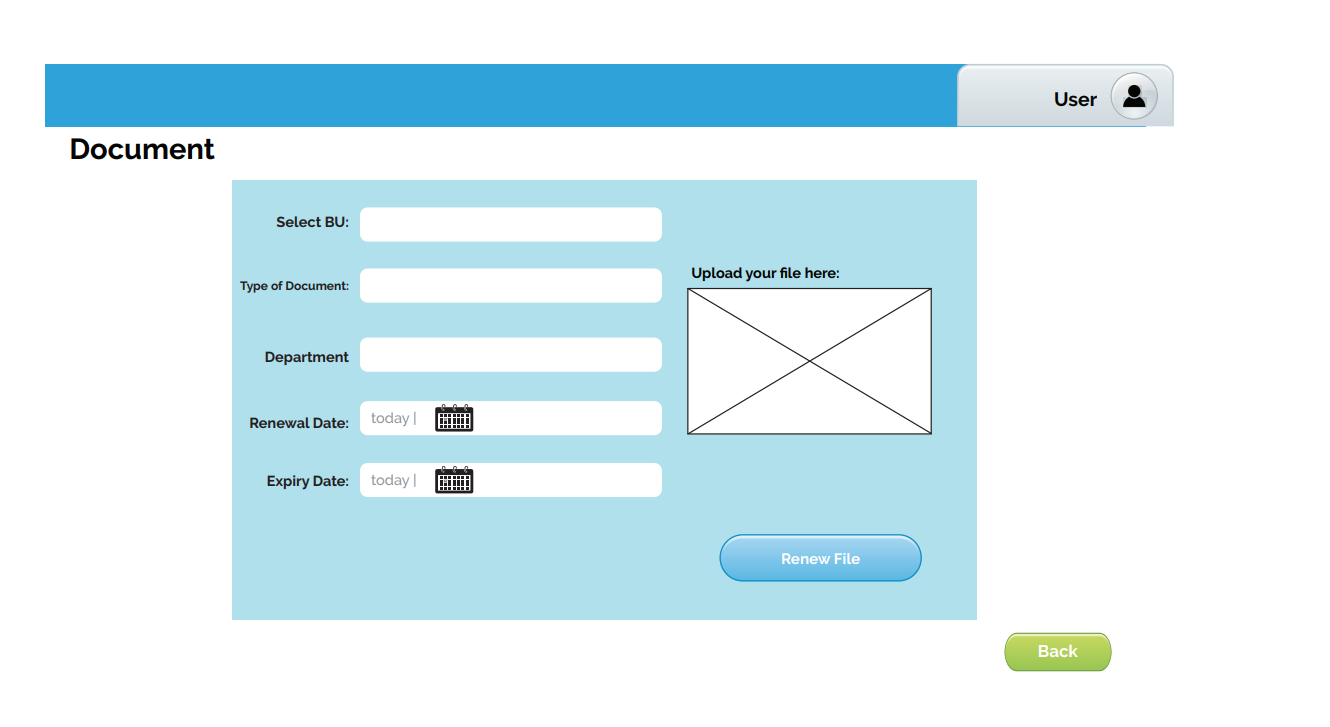 User
Document
Select BU:
Type of Document:
Department
Renewal Date:
today |
Expiry Date:
today |
Upload your file here:
Renew File
Back